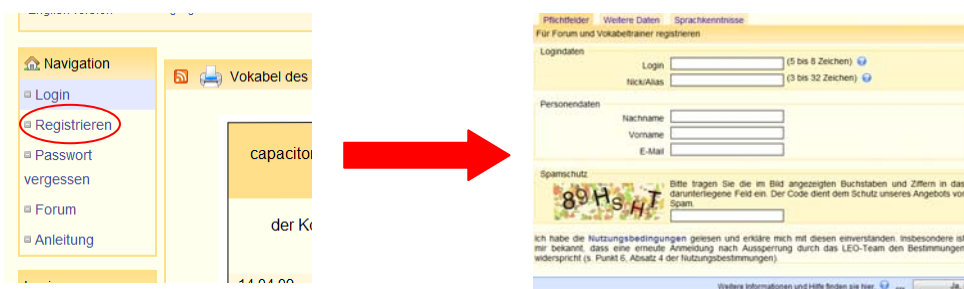 Navigation
Login
Registrieren
Passwort
vergessen
Forum
Anleitung
Vokabel des
capacitor
der Ko
14.04.09
Pflichtfelder Weitere Daten Sprachkenntnisse
Für Forum und Vokabeltrainer registrieren
Logindaten
Login (5 bis 8 Zeichen)
Nick/Alias (3 bis 32 Zeichen)
Personendaten
Nachname
Vorname
E-Mail
Spamschutz
89HSHT
Bitte tragen Sie die im Bild angezeigten Buchstaben und Ziffern in das
darunterliegene Feld ein. Der Code dient dem Schutz unseres Angebots vor
Spam.
Ich habe die Nutzungsbedingungen gelesen und erkläre mich mit diesen einverstanden. Insbesondere ist
mir bekannt, dass eine erneute Anmeldung nach Aussperrung durch das LEO-Team den Bestimmungen
widerspricht (s. Punkt 6, Absatz 4 der Nutzungsbestimmungen).
Weitere Informationen und Hilfe finden sie hier. Ja,